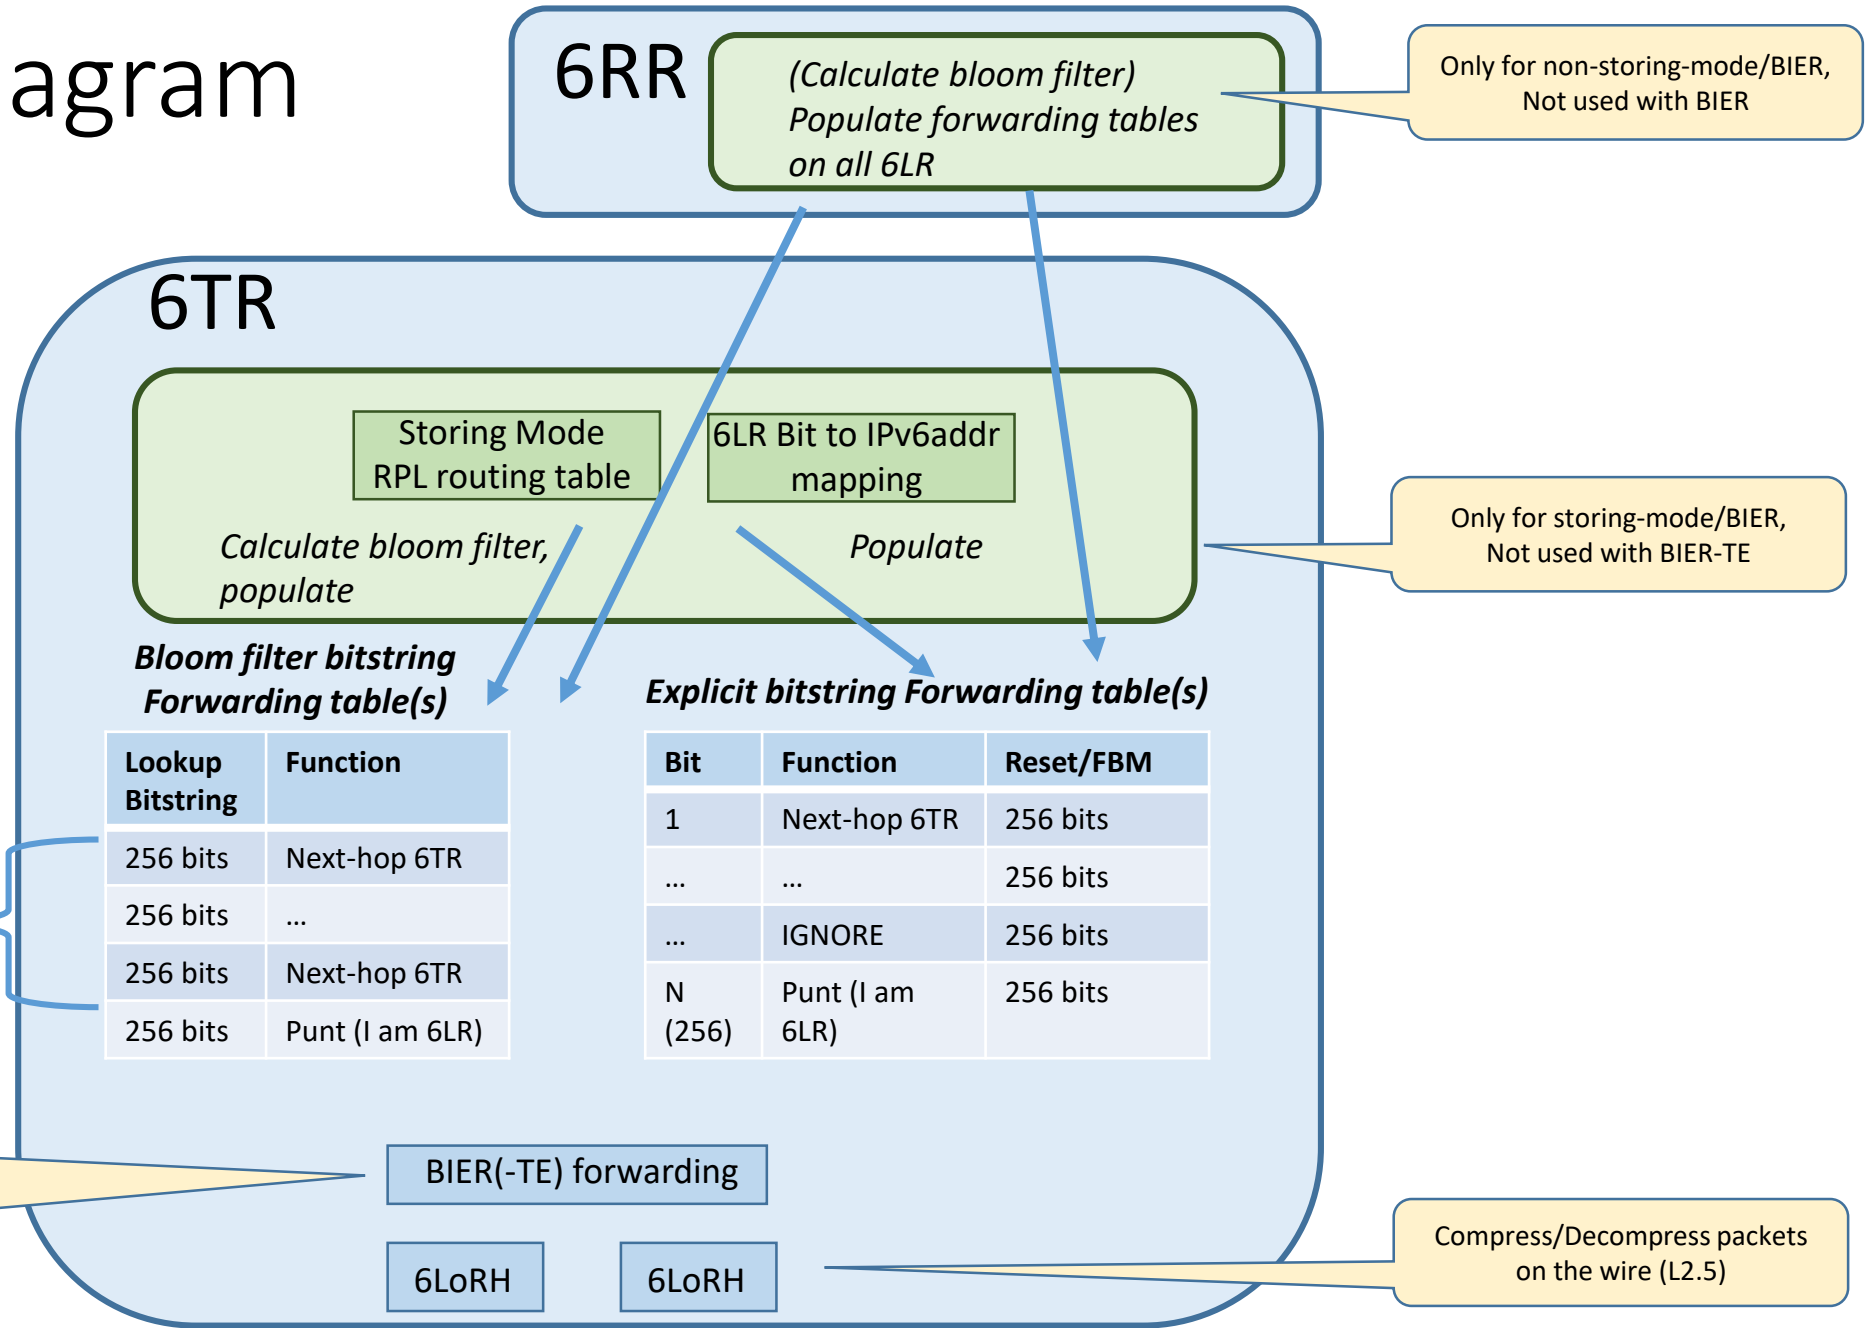 agram
6RR
(Calculate bloom filter)
Populate forwarding tables
on all 6LR
Only for non-storing-mode/BIER,
Not used with BIER
6TR
Storing Mode
RPL routing table
6LR Bit to IPv6addr
mapping
Calculate bloom filter,
populate
Populate
Only for storing-mode/BIER,
Not used with BIER-TE
Bloom filter bitstring
Forwarding table(s)
Explicit bitstring Forwarding table(s)
Lookup Function
Bitstring
256 bits Next-hop 6TR
256 bits ...
256 bits Next-hop 6TR
256 bits Punt (I am 6LR)
Bit Function Reset/FBM
1 Next-hop 6TR 256 bits
... ... 256 bits
... IGNORE 256 bits
N Punt (I am 256 bits
(256) 6LR)
BIER(-TE) forwarding
6LoRH 6LoRH
Compress/Decompress packets
on the wire (L2.5)